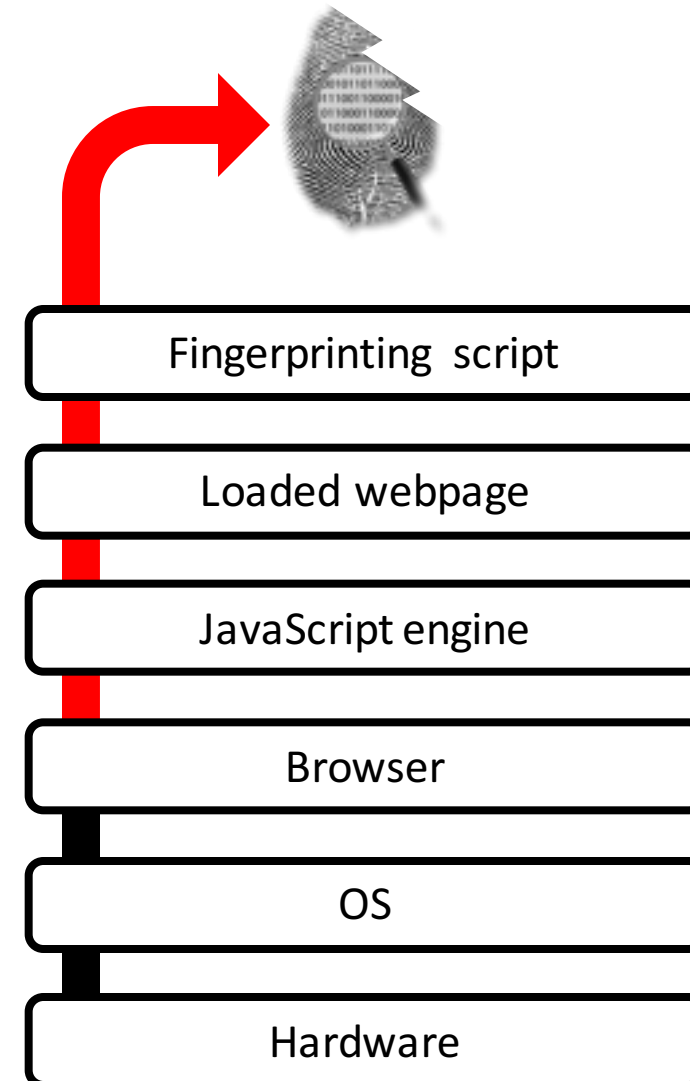 Fingerprinting script
Loaded webpage
JavaScript engine
Browser
OS
Hardware